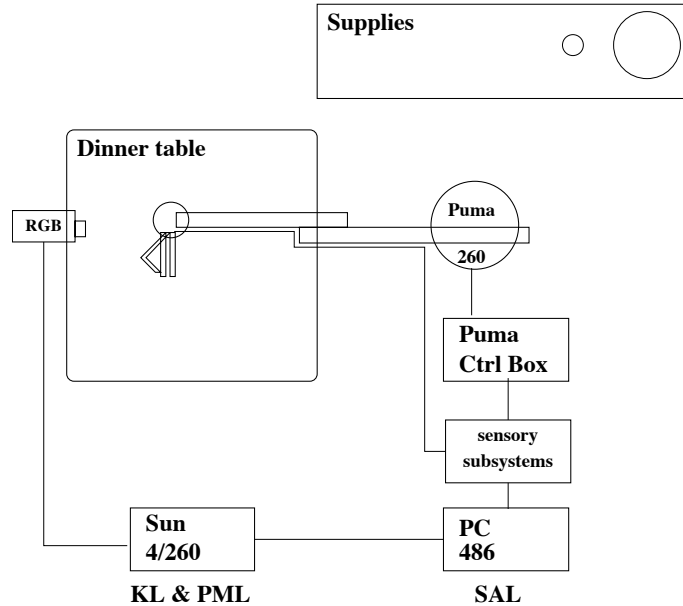 Supplies
Dinner table
RGB
Puma
260
Puma
Ctrl Box
sensory
subsystems
Sun
4/260
PC
486
KL & PML
SAL